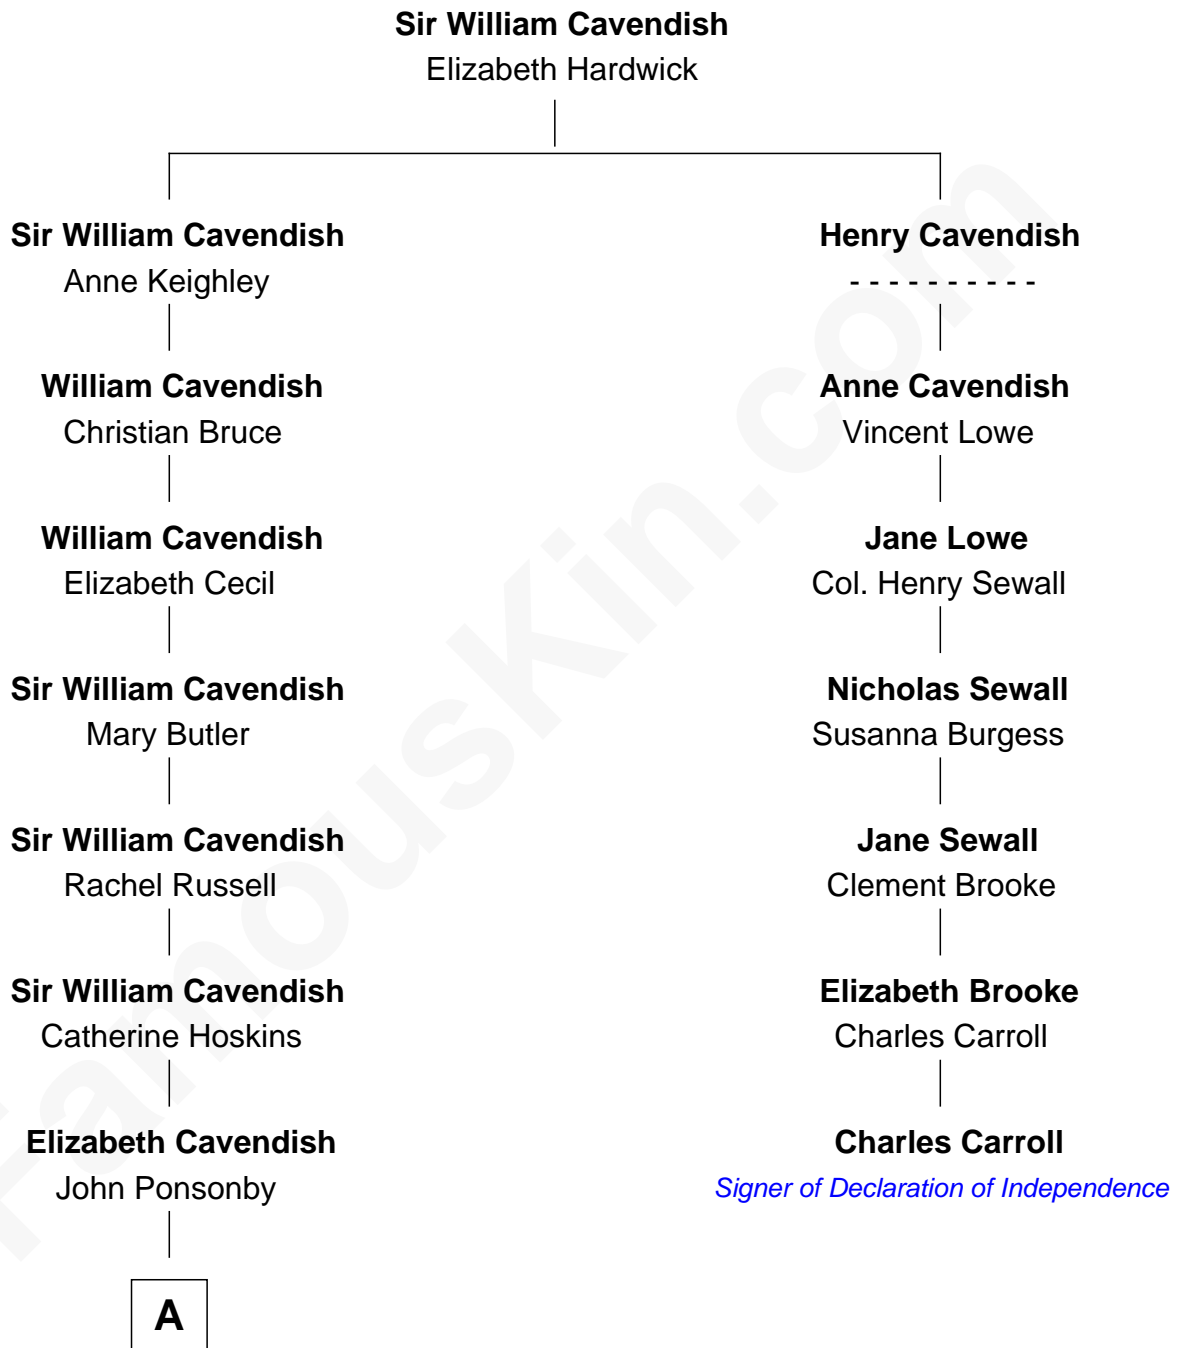 Sir William Cavendish
Elizabeth Hardwick
Sir William Cavendish
Anne Keighley
Henry Cavendish
- - - - - - - - - -
William Cavendish
Christian Bruce
Anne Cavendish
Vincent Lowe
William Cavendish
Elizabeth Cecil
Jane Lowe
Col. Henry Sewall
Sir William Cavendish
Mary Butler
Nicholas Sewall
Susanna Burgess
Sir William Cavendish
Rachel Russell
Jane Sewall
Clement Brooke
Sir William Cavendish
Catherine Hoskins
Elizabeth Brooke
Charles Carroll
Elizabeth Cavendish
John Ponsonby
Charles Carroll
Signer of Declaration of Independence
A
FamousKin.com